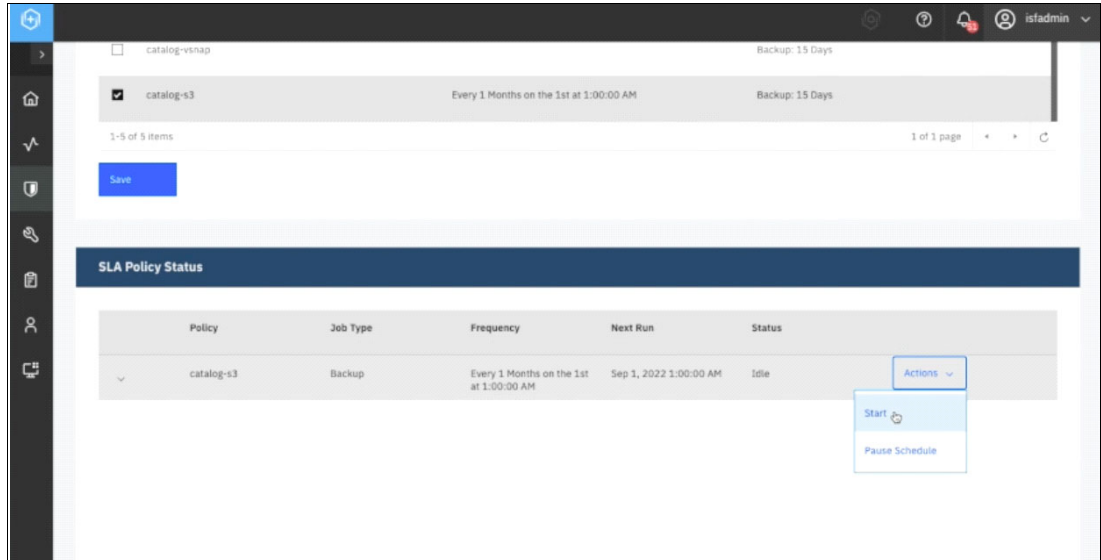 isfadmin
catalog-vsnap Backup: 15 Days
catalog-s3 Every 1 Months on the 1st at 1:00:00 AM Backup: 15 Days
1-5 of 5 items 1 of 1 page
Save
SLA Policy Status
Policy Job Type Frequency Next Run Status
catalog-s3 Backup Every 1 Months on the 1st Sep 1, 2022 1:00:00 AM Idle Actions
at 1:00:00 AM
Start
Pause Schedule